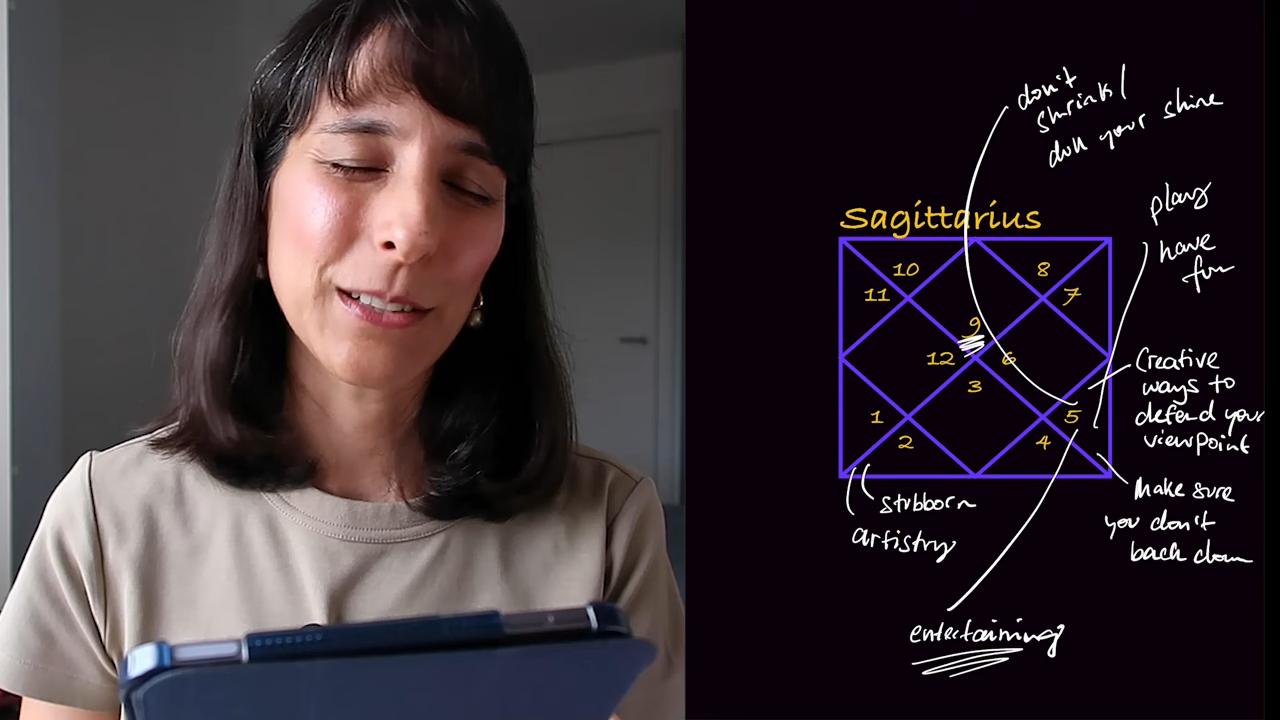 don't
shrink/
dull your shine
play
have
fun
Sagittarius
10
8
11
7
9
12
6
3
1
5
2
4
Creative
ways to
defend your
viewpoint
Make sure
you don't
back down
stubborn
artistry
entertaining